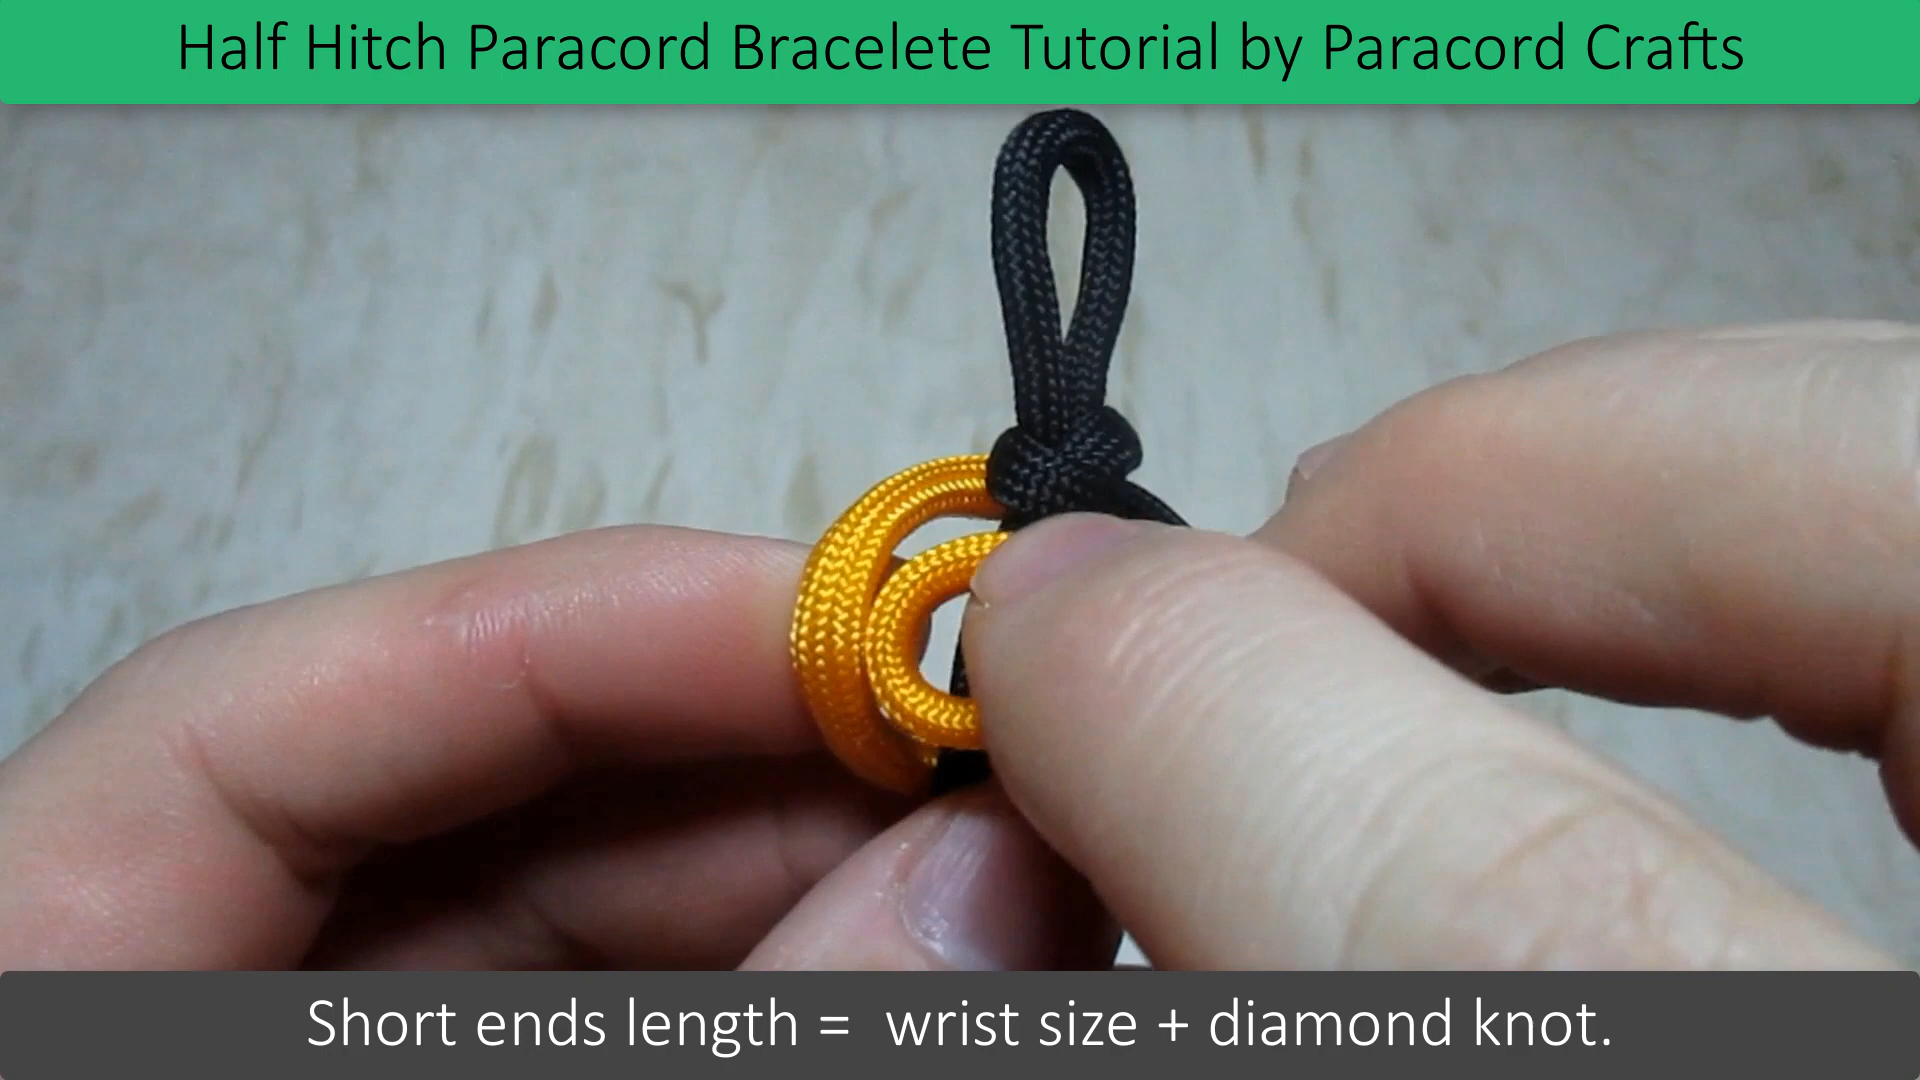 Half Hitch Paracord Bracelete Tutorial by Paracord Crafts
Short ends length = wrist size + diamond knot.